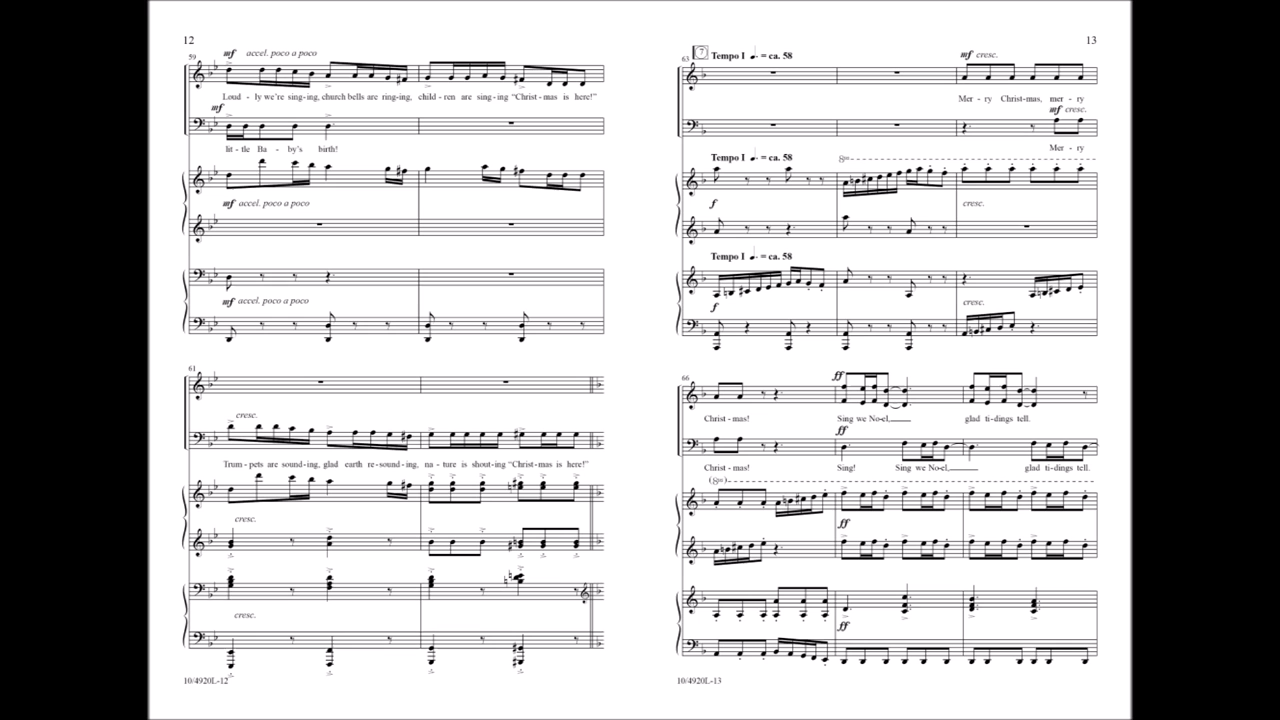 12
59
mf accel. poco a poco
Loud - ly we're sing-ing, church bells are ring-ing, child-ren are sing-ing “Christ-mas is here!”
mf
lit-tle Ba - by's birth!
mf accel. poco a poco
mf accel. poco a poco
61
cresc.
Trum-pets are sound-ing, glad earth re-sound-ing, na-ture is shout-ing “Christ-mas is here!”
cresc.
cresc.
10/4920L-12
13
63
7 Tempo I ♩. = ca. 58
mf cresc.
Mer - ry Christ-mas, mer - ry
mf cresc.
Mer - ry
Tempo I ♩. = ca. 58
8va
f
cresc.
Tempo I ♩. = ca. 58
f
cresc.
66
ff
Christ-mas! Sing we No-el, glad ti-dings tell.
ff
Christ-mas! Sing! Sing we No-el, glad ti-dings tell.
(8va)
ff
ff
10/4920L-13